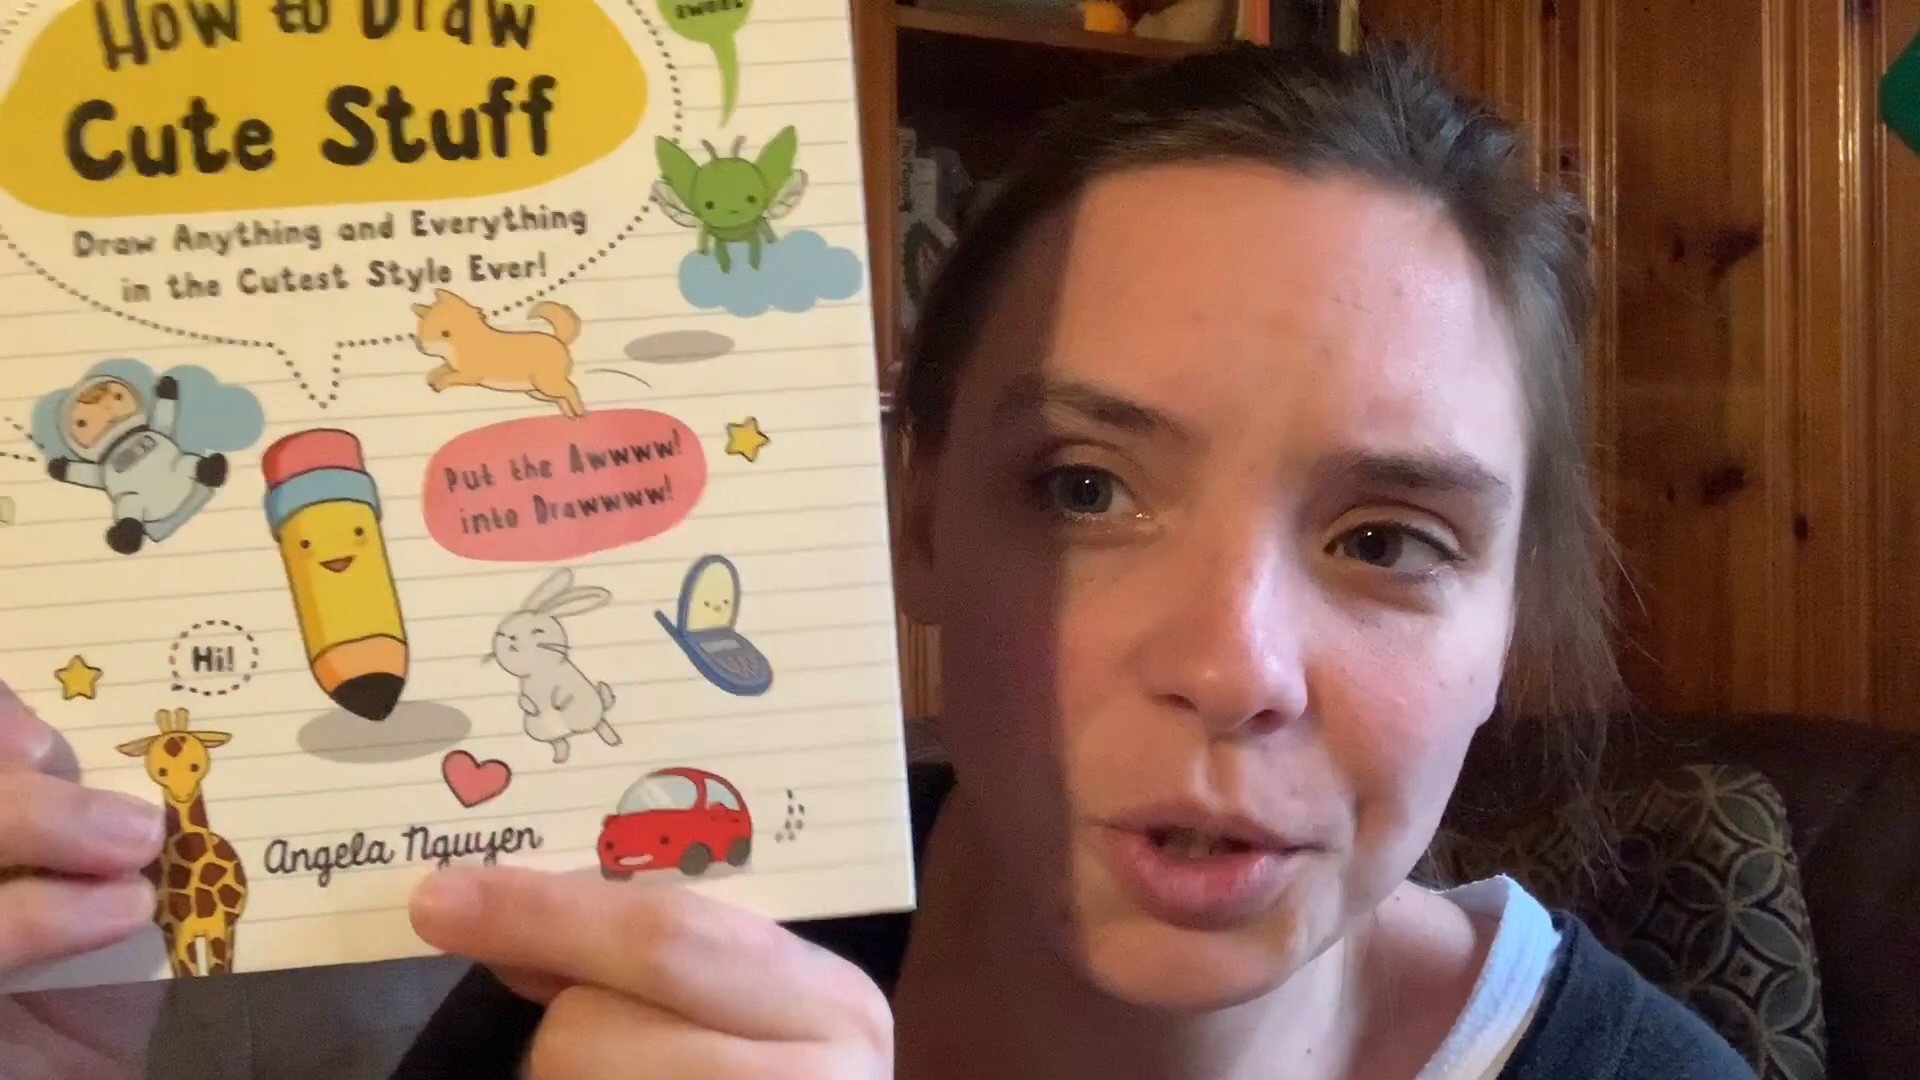 How to Draw
Cute Stuff
Draw Anything and Everything
in the Cutest Style Ever!
Put the Awwww!
into Drawwww!
Hi!
Angela Nguyen